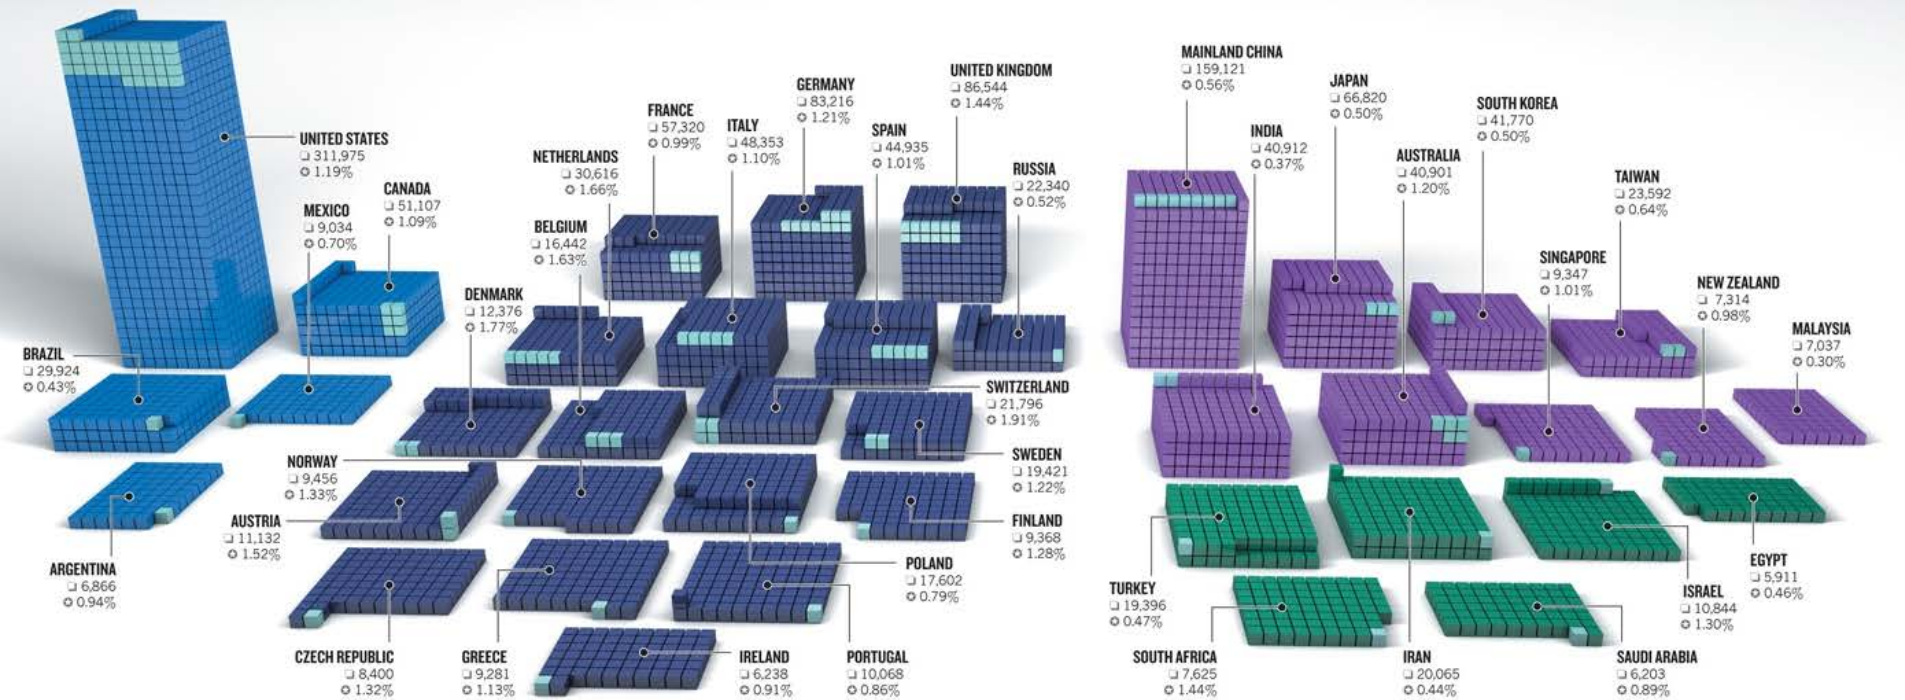 UNITED STATES
311,975
1.19%
CANADA
51,107
1.09%
MEXICO
9,034
0.70%
BRAZIL
29,924
0.43%
ARGENTINA
6,866
0.94%
FRANCE
57,320
0.99%
GERMANY
83,216
1.21%
UNITED KINGDOM
86,544
1.44%
ITALY
48,353
1.10%
SPAIN
44,935
1.01%
NETHERLANDS
30,616
1.66%
RUSSIA
22,340
0.52%
BELGIUM
16,442
1.63%
DENMARK
12,376
1.77%
SWITZERLAND
21,796
1.91%
SWEDEN
19,421
1.22%
NORWAY
9,456
1.33%
AUSTRIA
11,132
1.52%
FINLAND
9,368
1.28%
POLAND
17,602
0.79%
CZECH REPUBLIC
8,400
1.32%
GREECE
9,281
1.13%
IRELAND
6,238
0.91%
PORTUGAL
10,068
0.86%
MAINLAND CHINA
159,121
0.56%
JAPAN
66,820
0.50%
SOUTH KOREA
41,770
0.50%
INDIA
40,912
0.37%
AUSTRALIA
40,901
1.20%
TAIWAN
23,592
0.64%
SINGAPORE
9,347
1.01%
NEW ZEALAND
7,314
0.98%
MALAYSIA
7,037
0.30%
TURKEY
19,396
0.47%
SOUTH AFRICA
7,625
1.44%
IRAN
20,065
0.44%
SAUDI ARABIA
6,203
0.89%
ISRAEL
10,844
1.30%
EGYPT
5,911
0.46%